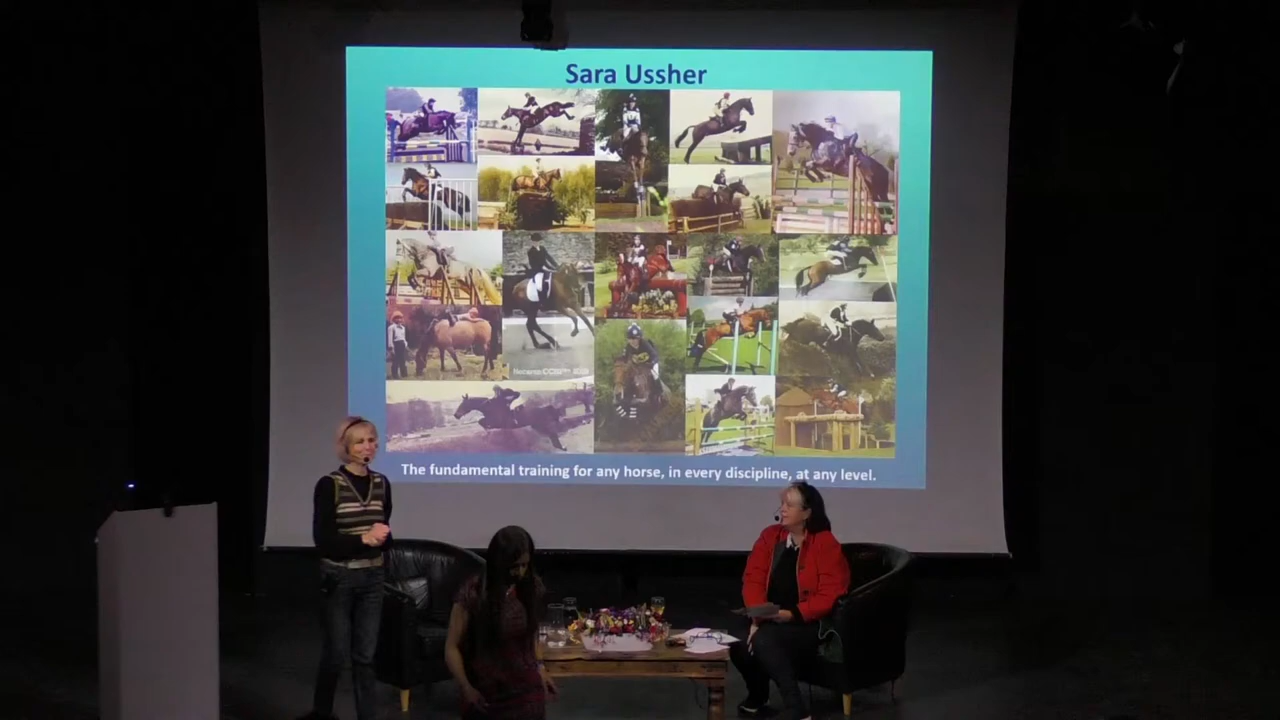 Sara Ussher
The fundamental training for any horse, in every discipline, at any level.